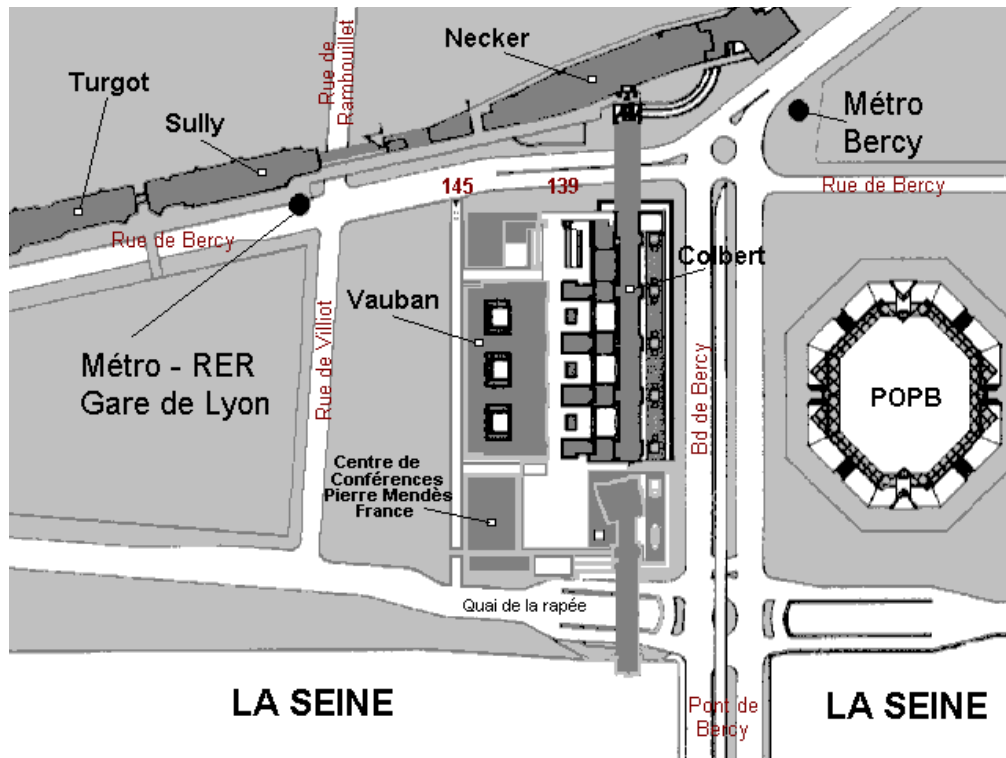 Necker
Rue de
Rambouillet
Turgot
Sully
Métro
Bercy
145
139
Rue de Bercy
Rue de Bercy
Colbert
Vauban
Métro - RER
Gare de Lyon
Rue de Villiot
Bd de Bercy
POPB
Centre de
Conférences
Pierre Mendès
France
Quai de la rapée
LA SEINE
Pont de
Bercy
LA SEINE